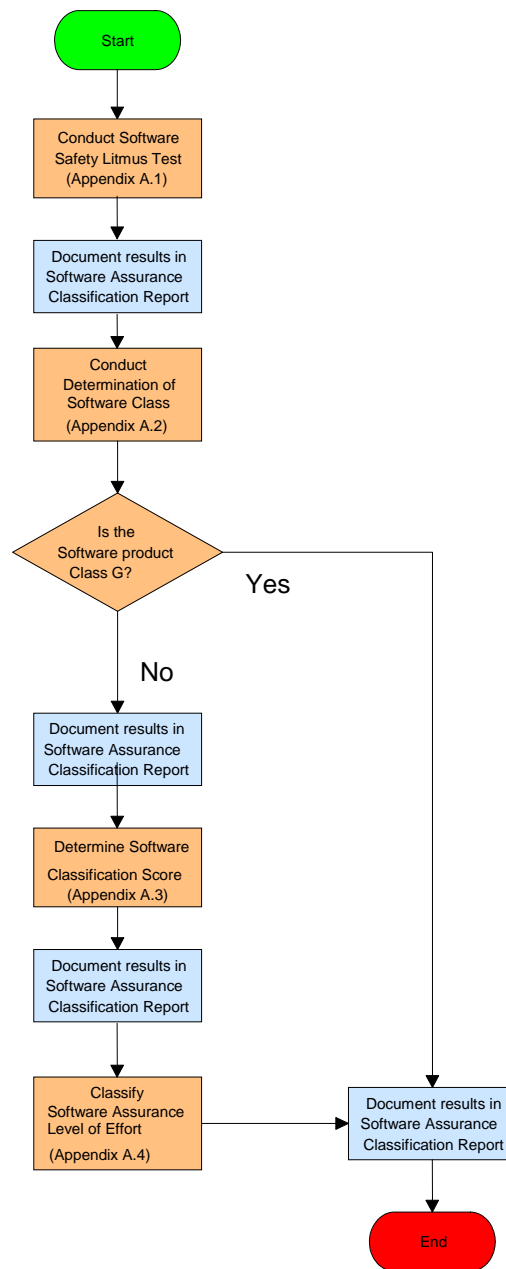 Start
Conduct Software
Safety Litmus Test
(Appendix A.1)
Document results in
Software Assurance
Classification Report
Conduct
Determination of
Software Class
(Appendix A.2)
Is the
Software product
Class G?
Yes
No
Document results in
Software Assurance
Classification Report
Determine Software
Classification Score
(Appendix A.3)
Document results in
Software Assurance
Classification Report
Classify
Software Assurance
Level of Effort
(Appendix A.4)
Document results in
Software Assurance
Classification Report
End